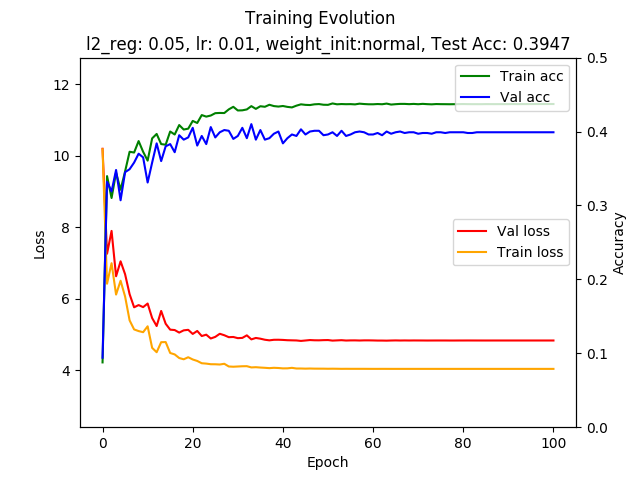 Training Evolution
l2_reg: 0.05, lr: 0.01, weight_init:normal, Test Acc: 0.3947
Train acc
Val acc
Val loss
Train loss
Loss
12
10
8
6
4
Accuracy
0.5
0.4
0.3
0.2
0.1
0.0
0 20 40 60 80 100
Epoch